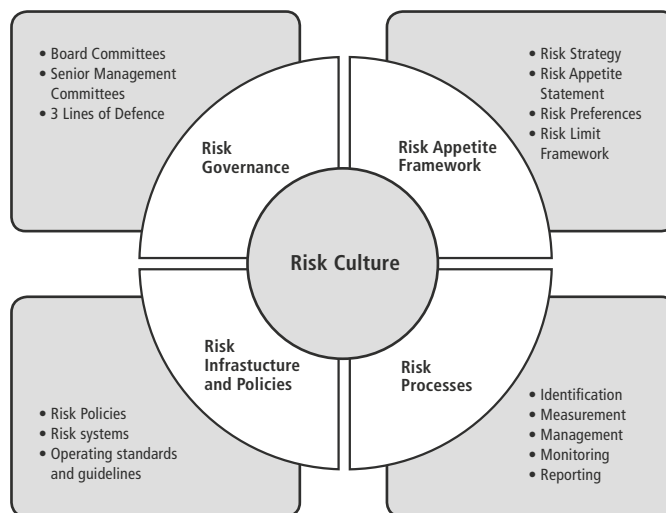 • Board Committees
• Senior Management
Committees
• 3 Lines of Defence
Risk
Governance
• Risk Strategy
• Risk Appetite
Statement
• Risk Preferences
• Risk Limit
Framework
Risk Appetite
Framework
Risk Culture
Risk
Infrastucture
and Policies
• Risk Policies
• Risk systems
• Operating standards
and guidelines
Risk
Processes
• Identification
• Measurement
• Management
• Monitoring
• Reporting